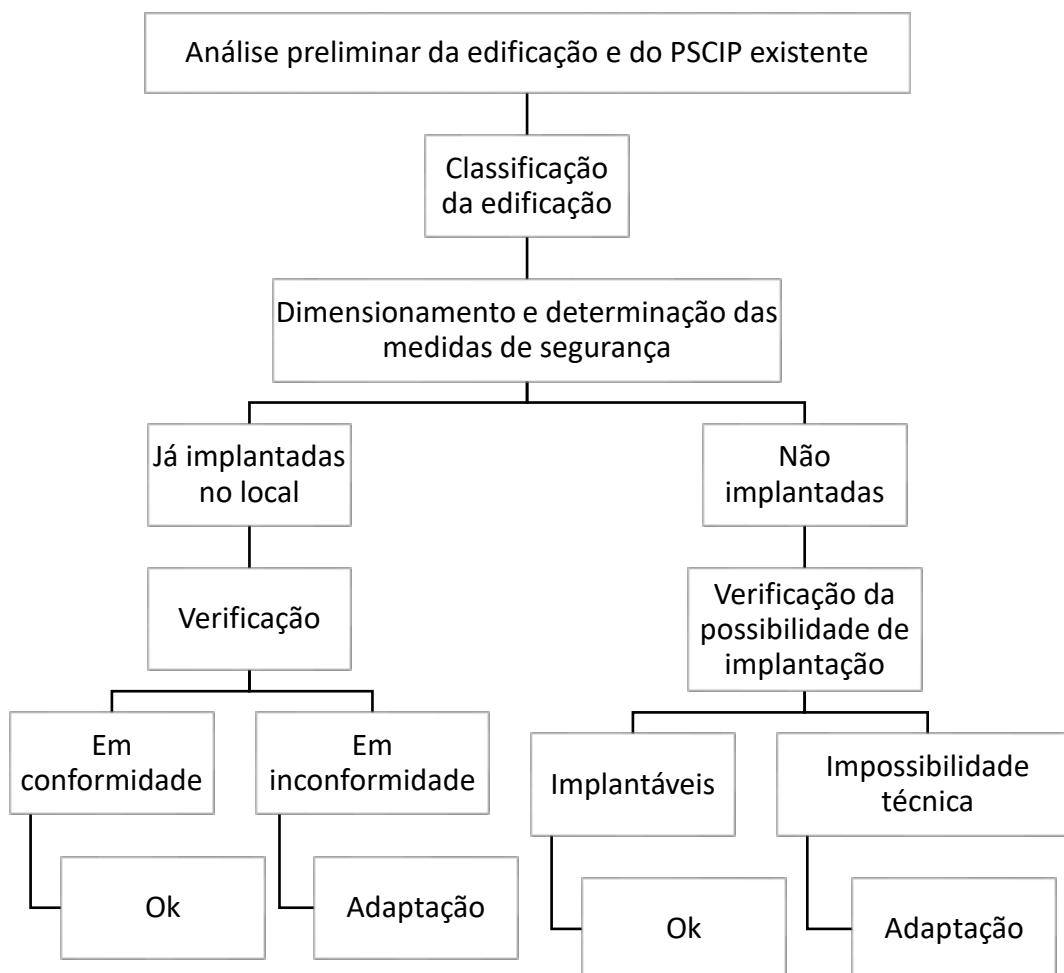 Análise preliminar da edificação e do PSCIP existente
Classificação
da edificação
Dimensionamento e determinação das
medidas de segurança
Já implantadas
no local
Não
implantadas
Verificação
Verificação da
possibilidade de
implantação
Em
conformidade
Em
inconformidade
Implantáveis
Impossibilidade
técnica
Ok
Adaptação
Ok
Adaptação